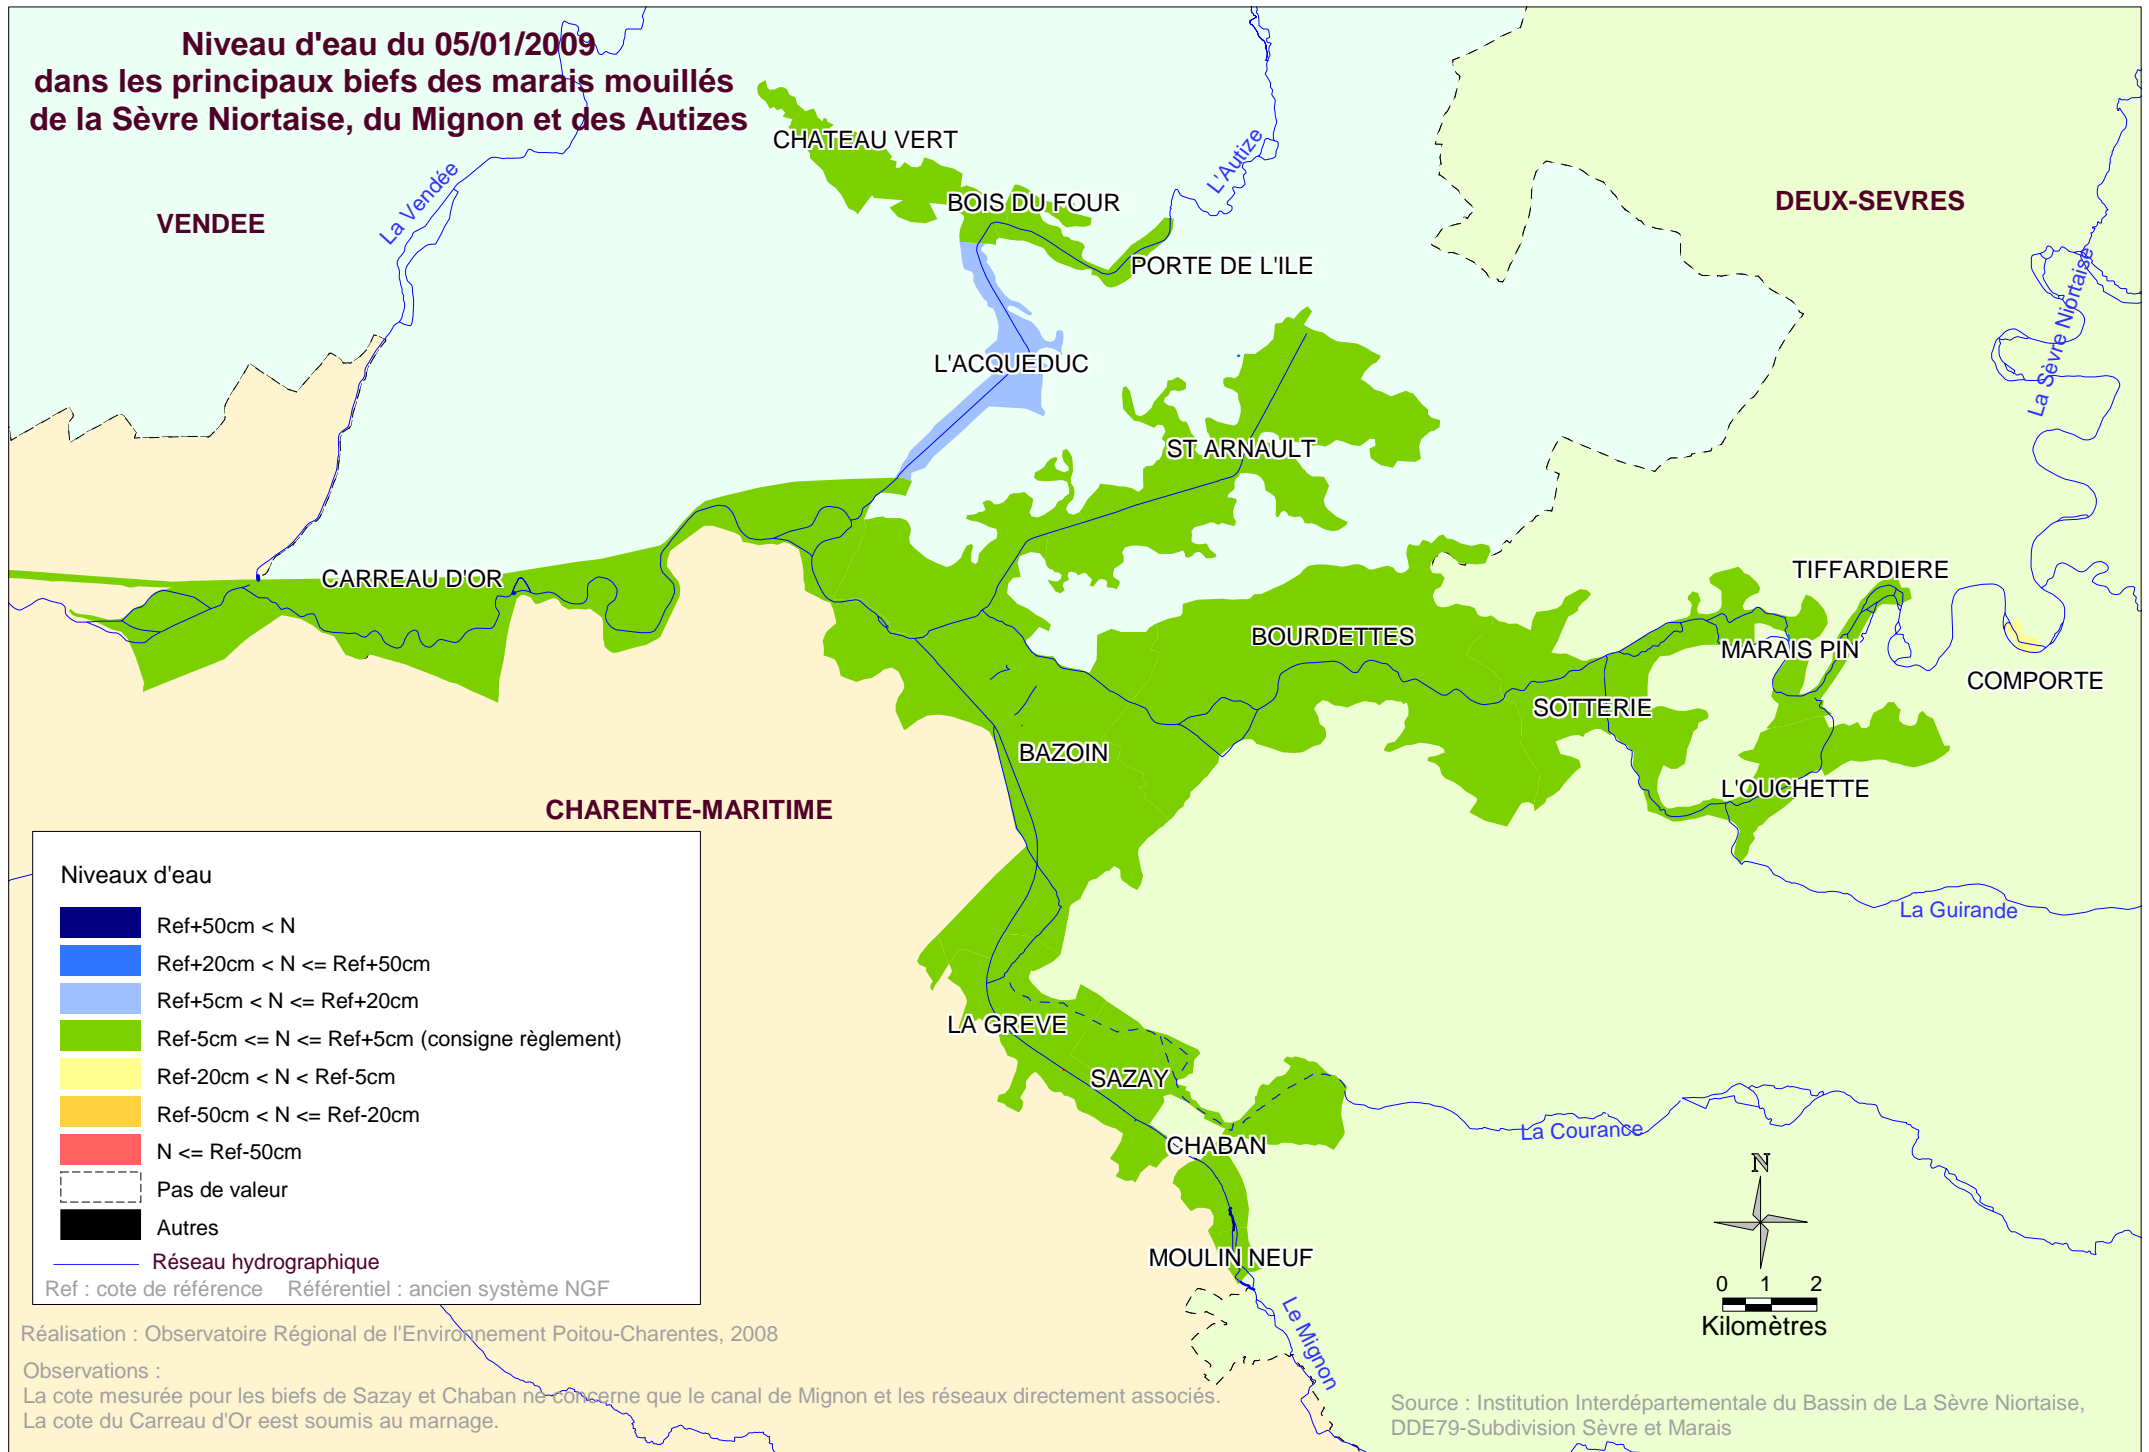 Niveau d'eau du 05/01/2009
dans les principaux biefs des marais mouillés
de la Sèvre Niortaise, du Mignon et des Autizes
CHATEAU VERT
L'Autize
La Vendée
VENDEE
BOIS DU FOUR
DEUX-SEVRES
PORTE DE L'ILE
La Sèvre Niortaise
L'ACQUEDUC
ST ARNAULT
CARREAU D'OR
TIFFARDIERE
BOURDETTES
MARAIS PIN
COMPORTE
SOTTERIE
BAZOIN
L'OUCHETTE
CHARENTE-MARITIME
La Guirande
LA GREVE
SAZAY
La Courance
CHABAN
MOULIN NEUF
Le Mignon
Niveaux d'eau
Ref+50cm < N
Ref+20cm < N <= Ref+50cm
Ref+5cm < N <= Ref+20cm
Ref-5cm <= N <= Ref+5cm (consigne règlement)
Ref-20cm < N < Ref-5cm
Ref-50cm < N <= Ref-20cm
N <= Ref-50cm
Pas de valeur
Autres
Réseau hydrographique
Ref : cote de référence Référentiel : ancien système NGF
N
0 1 2
Kilomètres
Réalisation : Observatoire Régional de l'Environnement Poitou-Charentes, 2008
Observations :
La cote mesurée pour les biefs de Sazay et Chaban ne concerne que le canal de Mignon et les réseaux directement associés.
La cote du Carreau d'Or eest soumis au marnage.
Source : Institution Interdépartementale du Bassin de La Sèvre Niortaise,
DDE79-Subdivision Sèvre et Marais